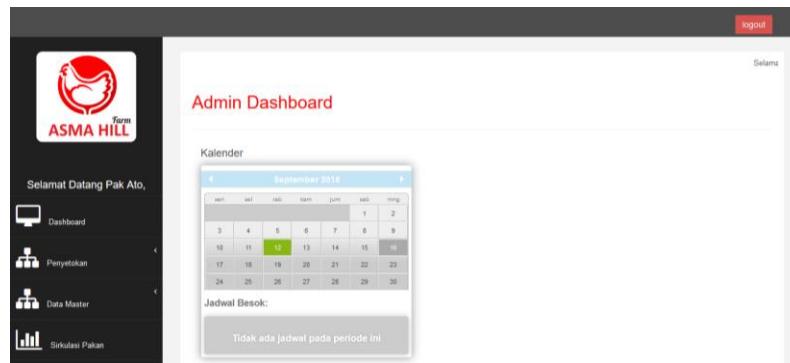 logout
Selama
Farm
ASMA HILL
Admin Dashboard
Kalender
Selamat Datang Pak Ato,
September 2018
sen sel rab kam jum sab ming
1 2
3 4 5 6 7 8 9
10 11 12 13 14 15 16
17 18 19 20 21 22 23
24 25 26 27 28 29 30
Dashboard
Penyetokan
Data Master
Sirkulasi Pakan
Jadwal Besok:
Tidak ada jadwal pada periode ini